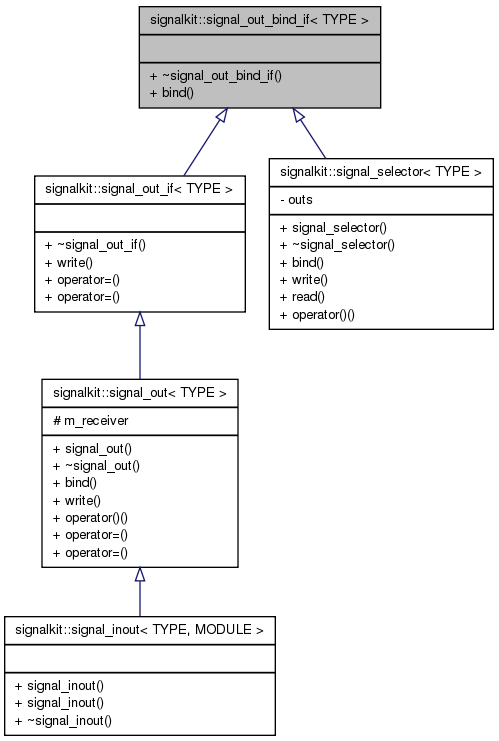 signalkit::signal_out_bind_if< TYPE >
+ ~signal_out_bind_if()
+ bind()
signalkit::signal_out_if< TYPE >
+ ~signal_out_if()
+ write()
+ operator=()
+ operator=()
signalkit::signal_selector< TYPE >
- outs
+ signal_selector()
+ ~signal_selector()
+ bind()
+ write()
+ read()
+ operator()()
signalkit::signal_out< TYPE >
# m_receiver
+ signal_out()
+ ~signal_out()
+ bind()
+ write()
+ operator()()
+ operator=()
+ operator=()
signalkit::signal_inout< TYPE, MODULE >
+ signal_inout()
+ signal_inout()
+ ~signal_inout()